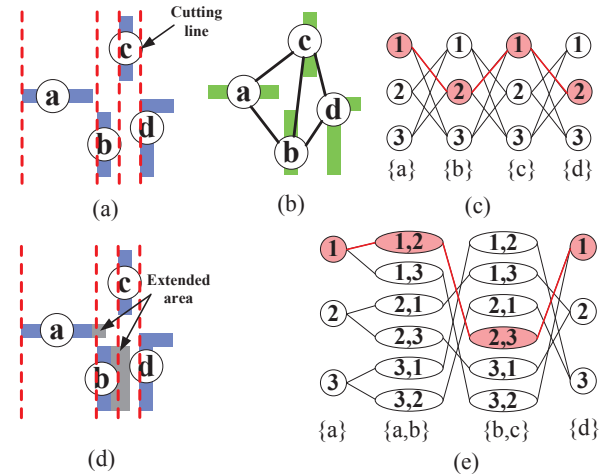 Cutting line
c
a
b
d
(a)
c
a
d
b
(b)
1 1 1 1
2 2 2 2
3 3 3 3
{a} {b} {c} {d}
(c)
Extended area
c
a
b
d
(d)
1 1,2 1,2 1
1,3 1,3
2 2,1 2,1 2
2,3 2,3
3 3,1 3,1 3
3,2 3,2
{a} {a,b} {b,c} {d}
(e)